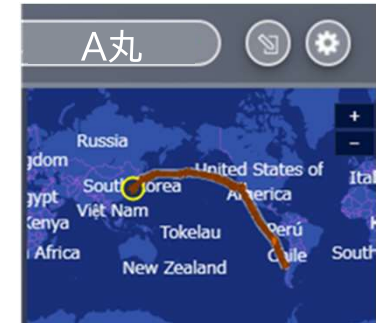 A丸
+
−
Russia
gdom
United States of
America
Ital
South Korea
gypt
Việt Nam
Kenya
Tokelau
Perú
Africa
Chile
South
New Zealand